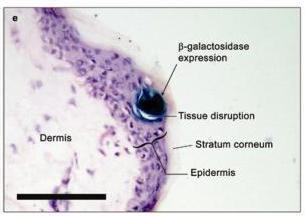 e
β-galactosidase
expression
Tissue disruption
Dermis
Stratum corneum
Epidermis